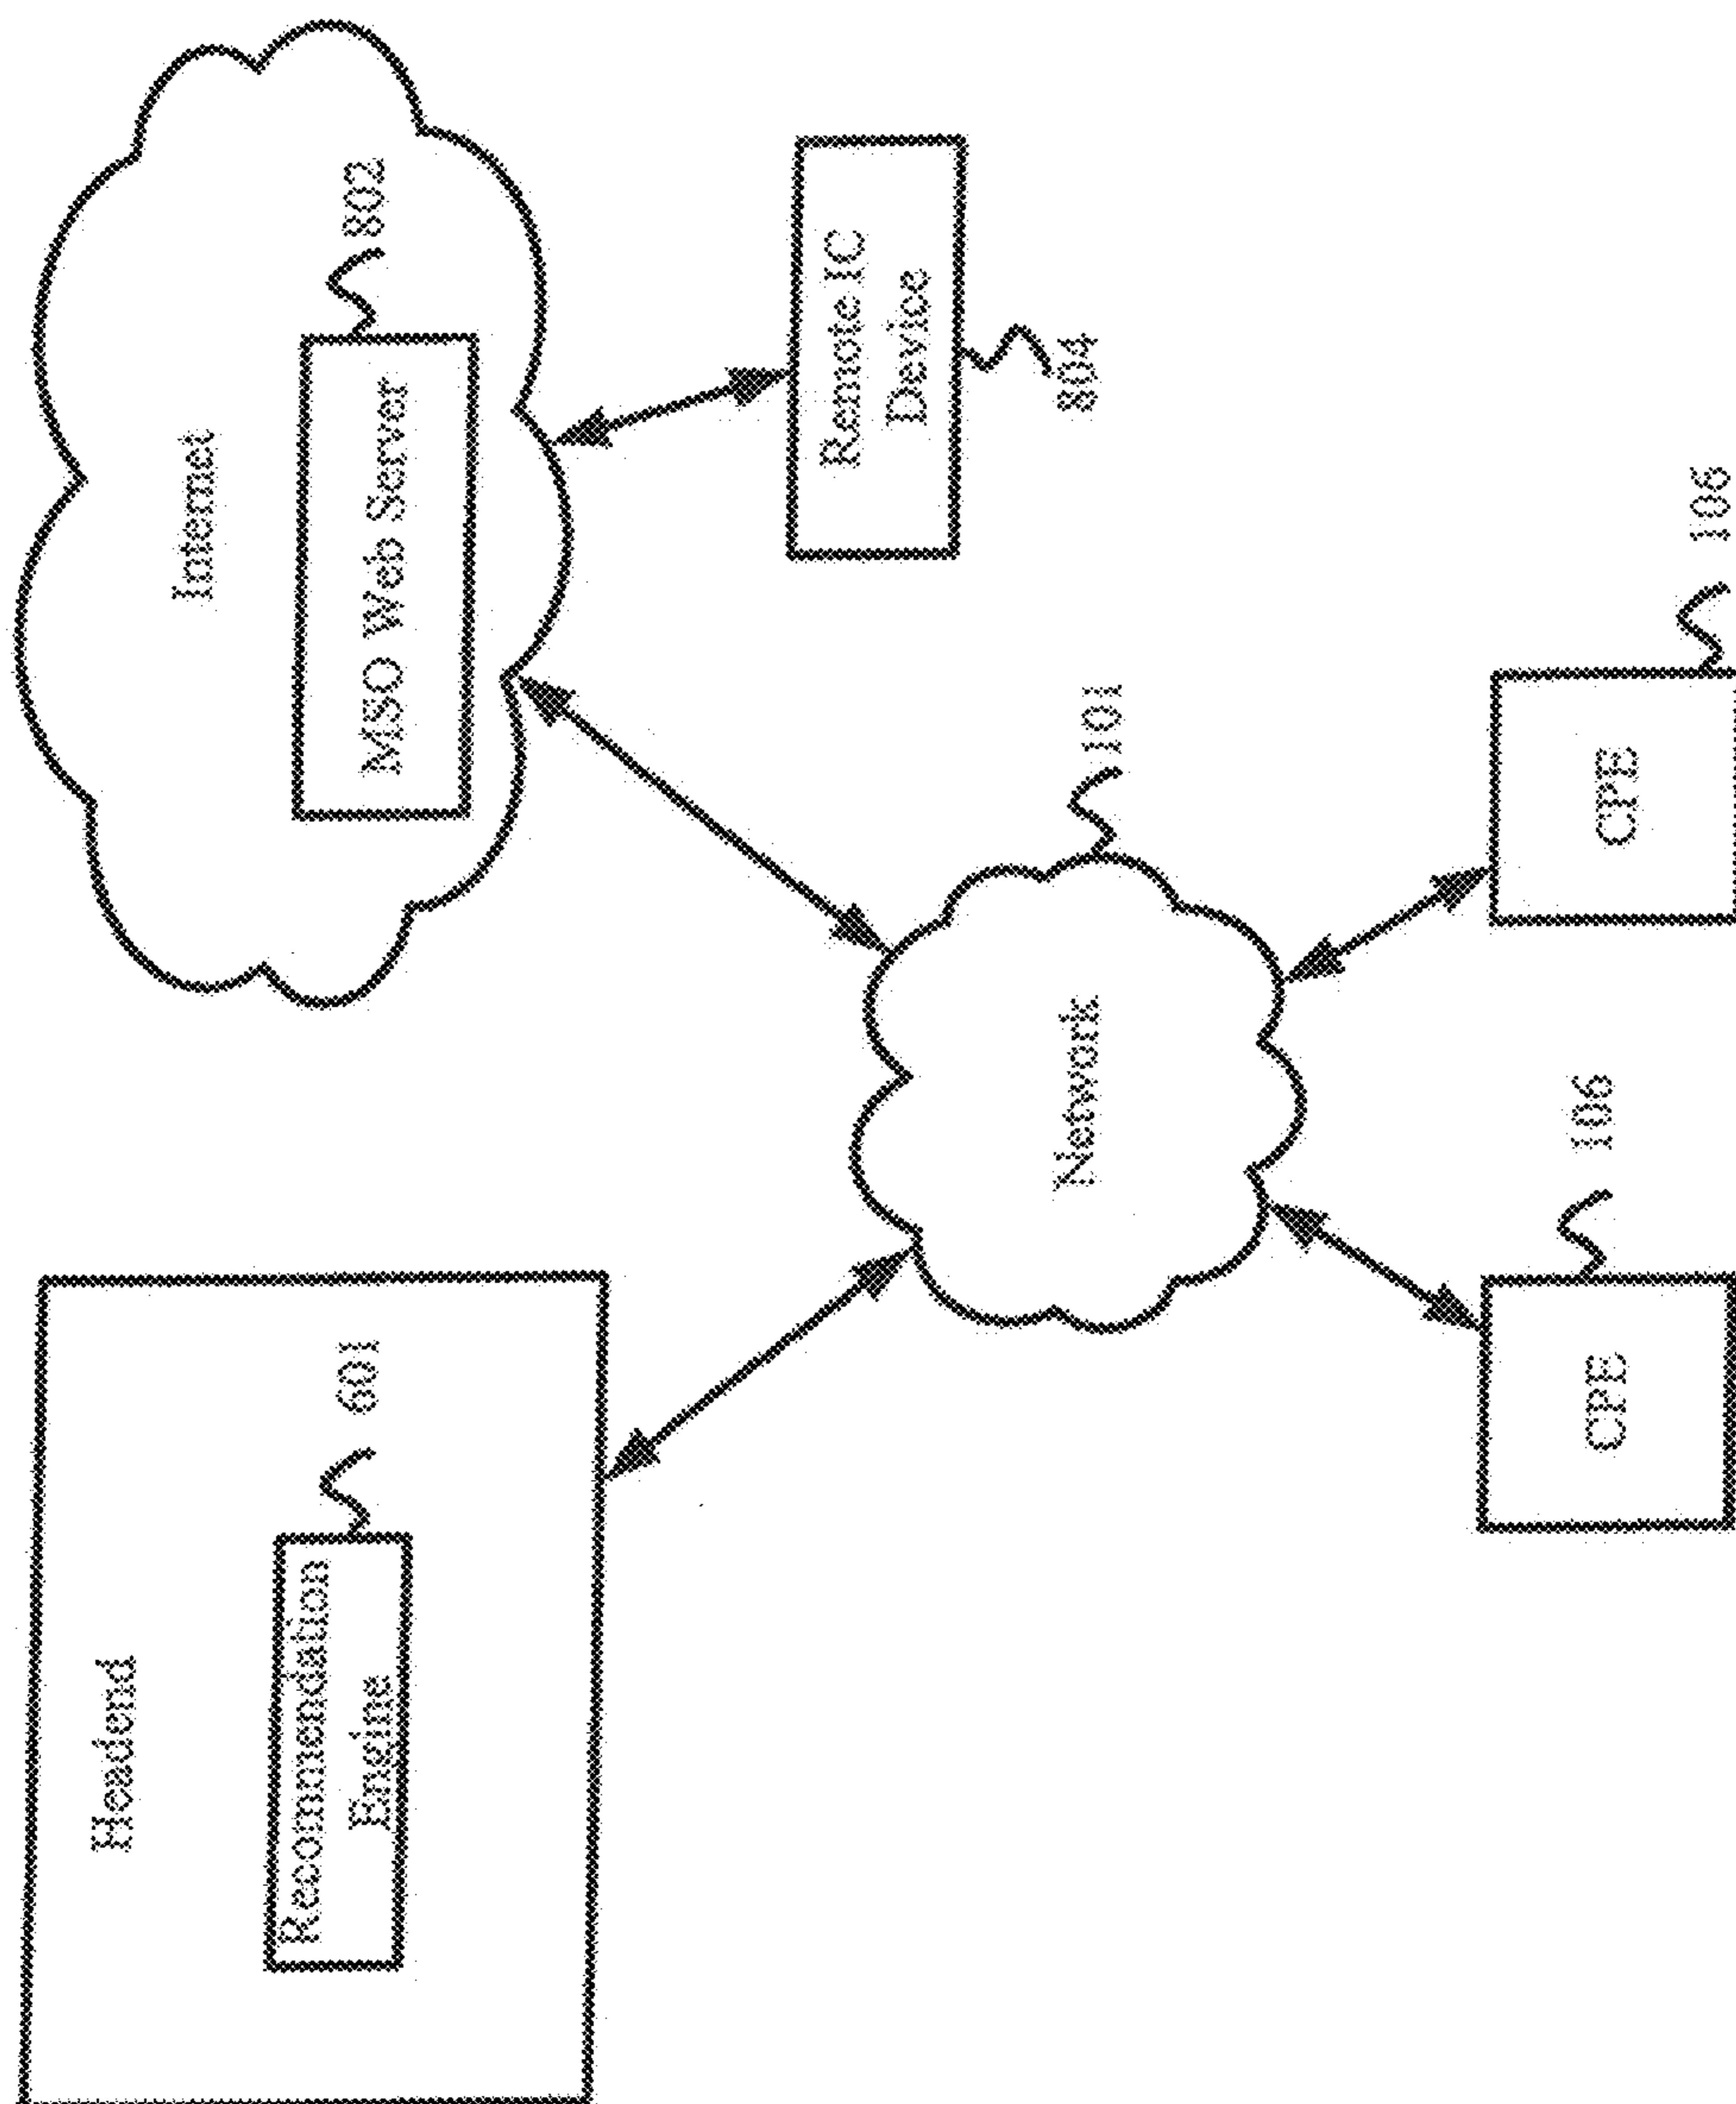 Headend
Recommendation
Engine
601
Internet
MSO Web Server
802
Remote IC
Device
804
Network
101
CPE
106
CPE
106